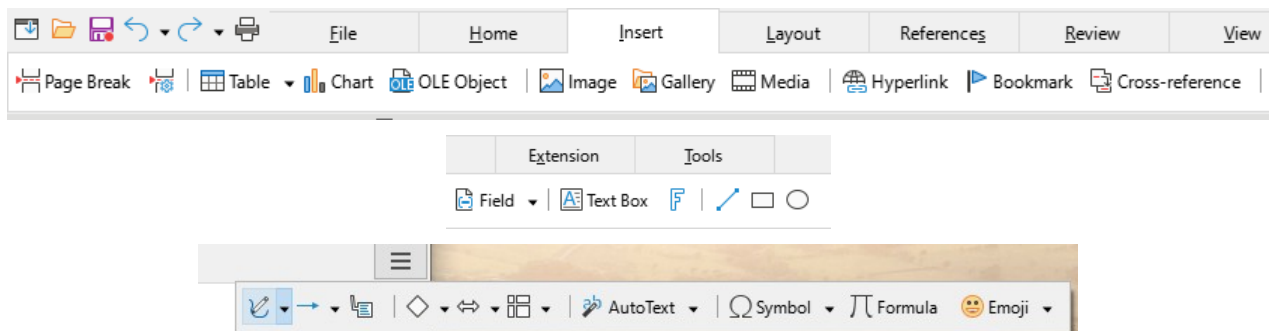 File Home Insert Layout References Review View
Page Break Table Chart OLE OLE Object Image Gallery Media Hyperlink Bookmark Cross-reference
Extension Tools
Field Text Box
AutoText Symbol Formula Emoji